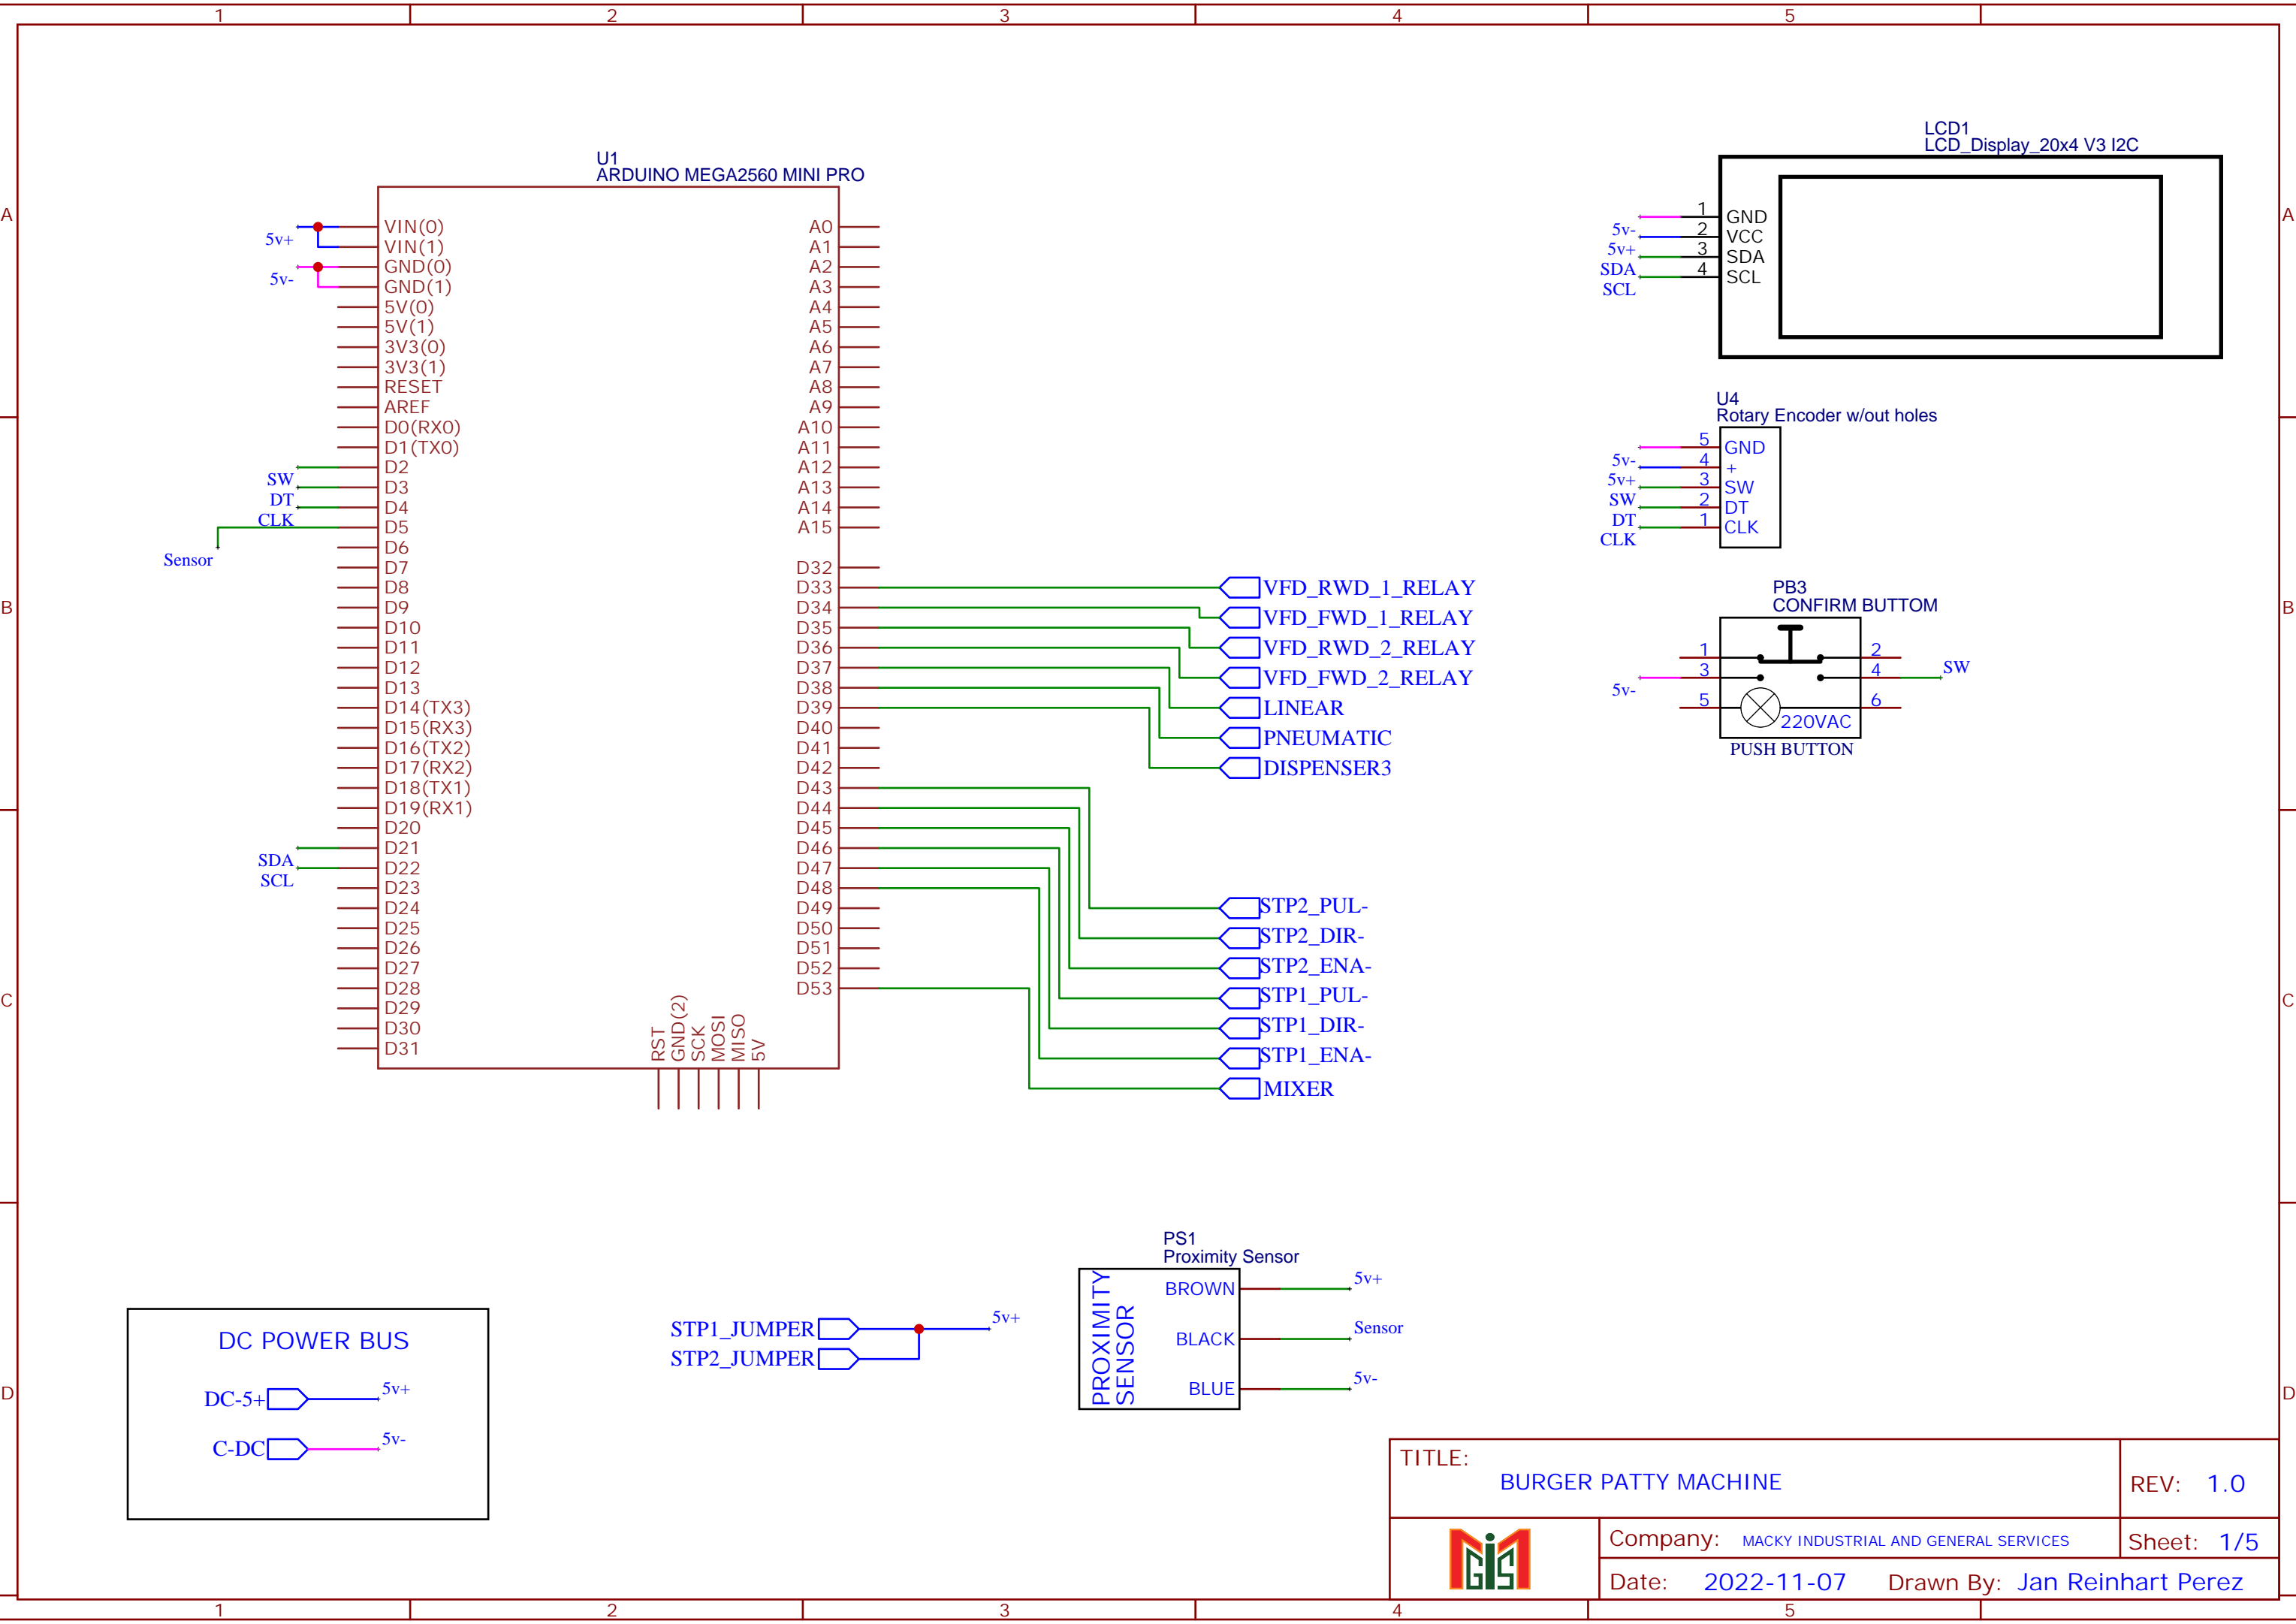 1 2 3 4 5
A A
B B
C C
D D
U1
ARDUINO MEGA2560 MINI PRO
5v+
5v-
SW
DT
CLK
Sensor
SDA
SCL
VIN(0)
VIN(1)
GND(0)
GND(1)
5V(0)
5V(1)
3V3(0)
3V3(1)
RESET
AREF
D0(RX0)
D1(TX0)
D2
D3
D4
D5
D6
D7
D8
D9
D10
D11
D12
D13
D14(TX3)
D15(RX3)
D16(TX2)
D17(RX2)
D18(TX1)
D19(RX1)
D20
D21
D22
D23
D24
D25
D26
D27
D28
D29
D30
D31
RST
GND(2)
SCK
MOSI
MISO
5V
A0
A1
A2
A3
A4
A5
A6
A7
A8
A9
A10
A11
A12
A13
A14
A15
D32
D33
D34
D35
D36
D37
D38
D39
D40
D41
D42
D43
D44
D45
D46
D47
D48
D49
D50
D51
D52
D53
VFD_RWD_1_RELAY
VFD_FWD_1_RELAY
VFD_RWD_2_RELAY
VFD_FWD_2_RELAY
LINEAR
PNEUMATIC
DISPENSER3
STP2_PUL-
STP2_DIR-
STP2_ENA-
STP1_PUL-
STP1_DIR-
STP1_ENA-
MIXER
LCD1
LCD_Display_20x4 V3 I2C
1 GND
5v- 2 VCC
5v+ 3 SDA
SDA 4 SCL
SCL
U4
Rotary Encoder w/out holes
5 GND
5v- 4 +
5v+ 3 SW
SW 2 DT
DT 1 CLK
CLK
PB3
CONFIRM BUTTOM
1 2
3 4 SW
5v-
5 6
220VAC
PUSH BUTTON
DC POWER BUS
DC-5+ 5v+
C-DC 5v-
STP1_JUMPER 5v+
STP2_JUMPER
PS1
Proximity Sensor
PROXIMITY
SENSOR
BROWN 5v+
BLACK Sensor
BLUE 5v-
TITLE:
BURGER PATTY MACHINE
REV: 1.0
MGIS
Company: MACKY INDUSTRIAL AND GENERAL SERVICES
Sheet: 1/5
Date: 2022-11-07 Drawn By: Jan Reinhart Perez
1 2 3 4 5